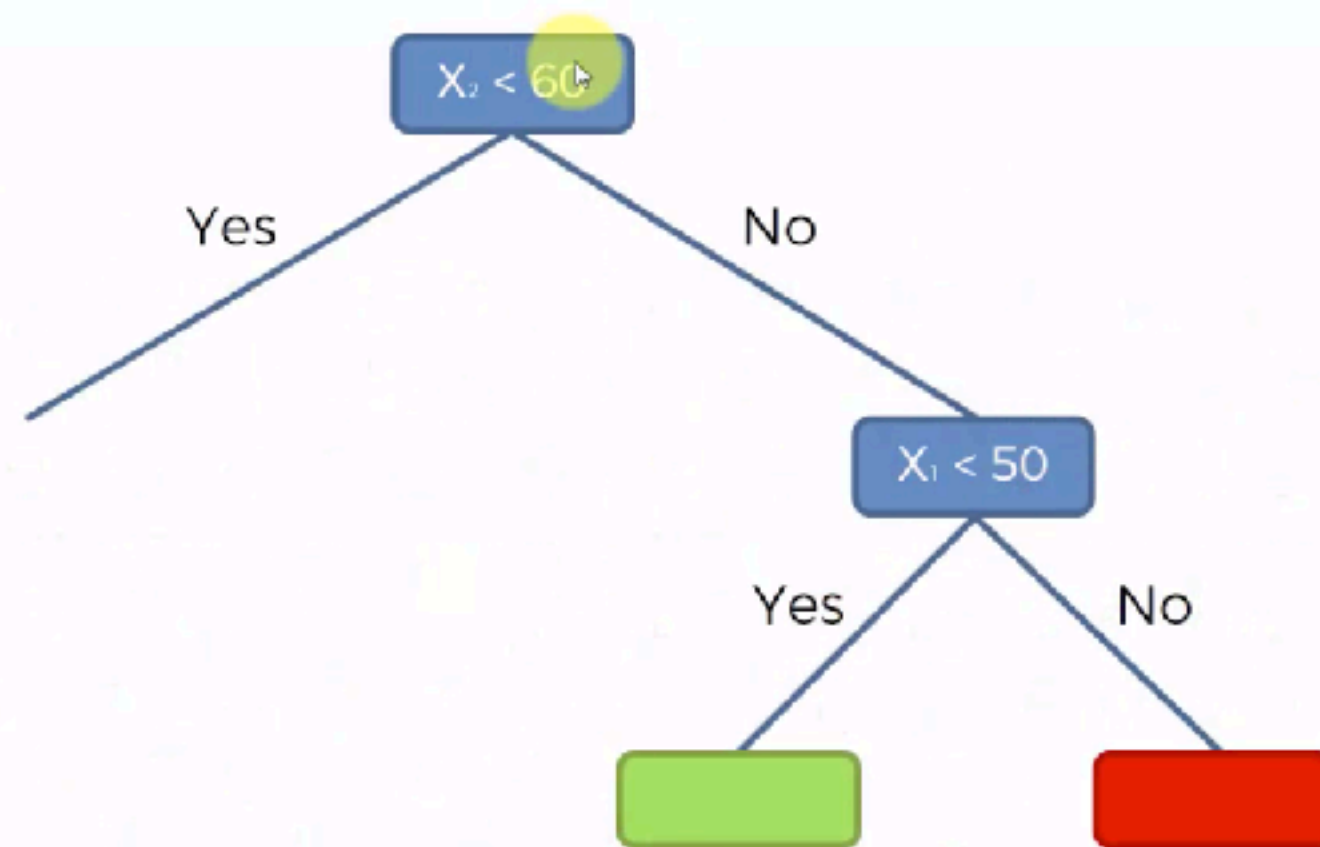 X₂ < 60
Yes
No
X₁ < 50
Yes
No